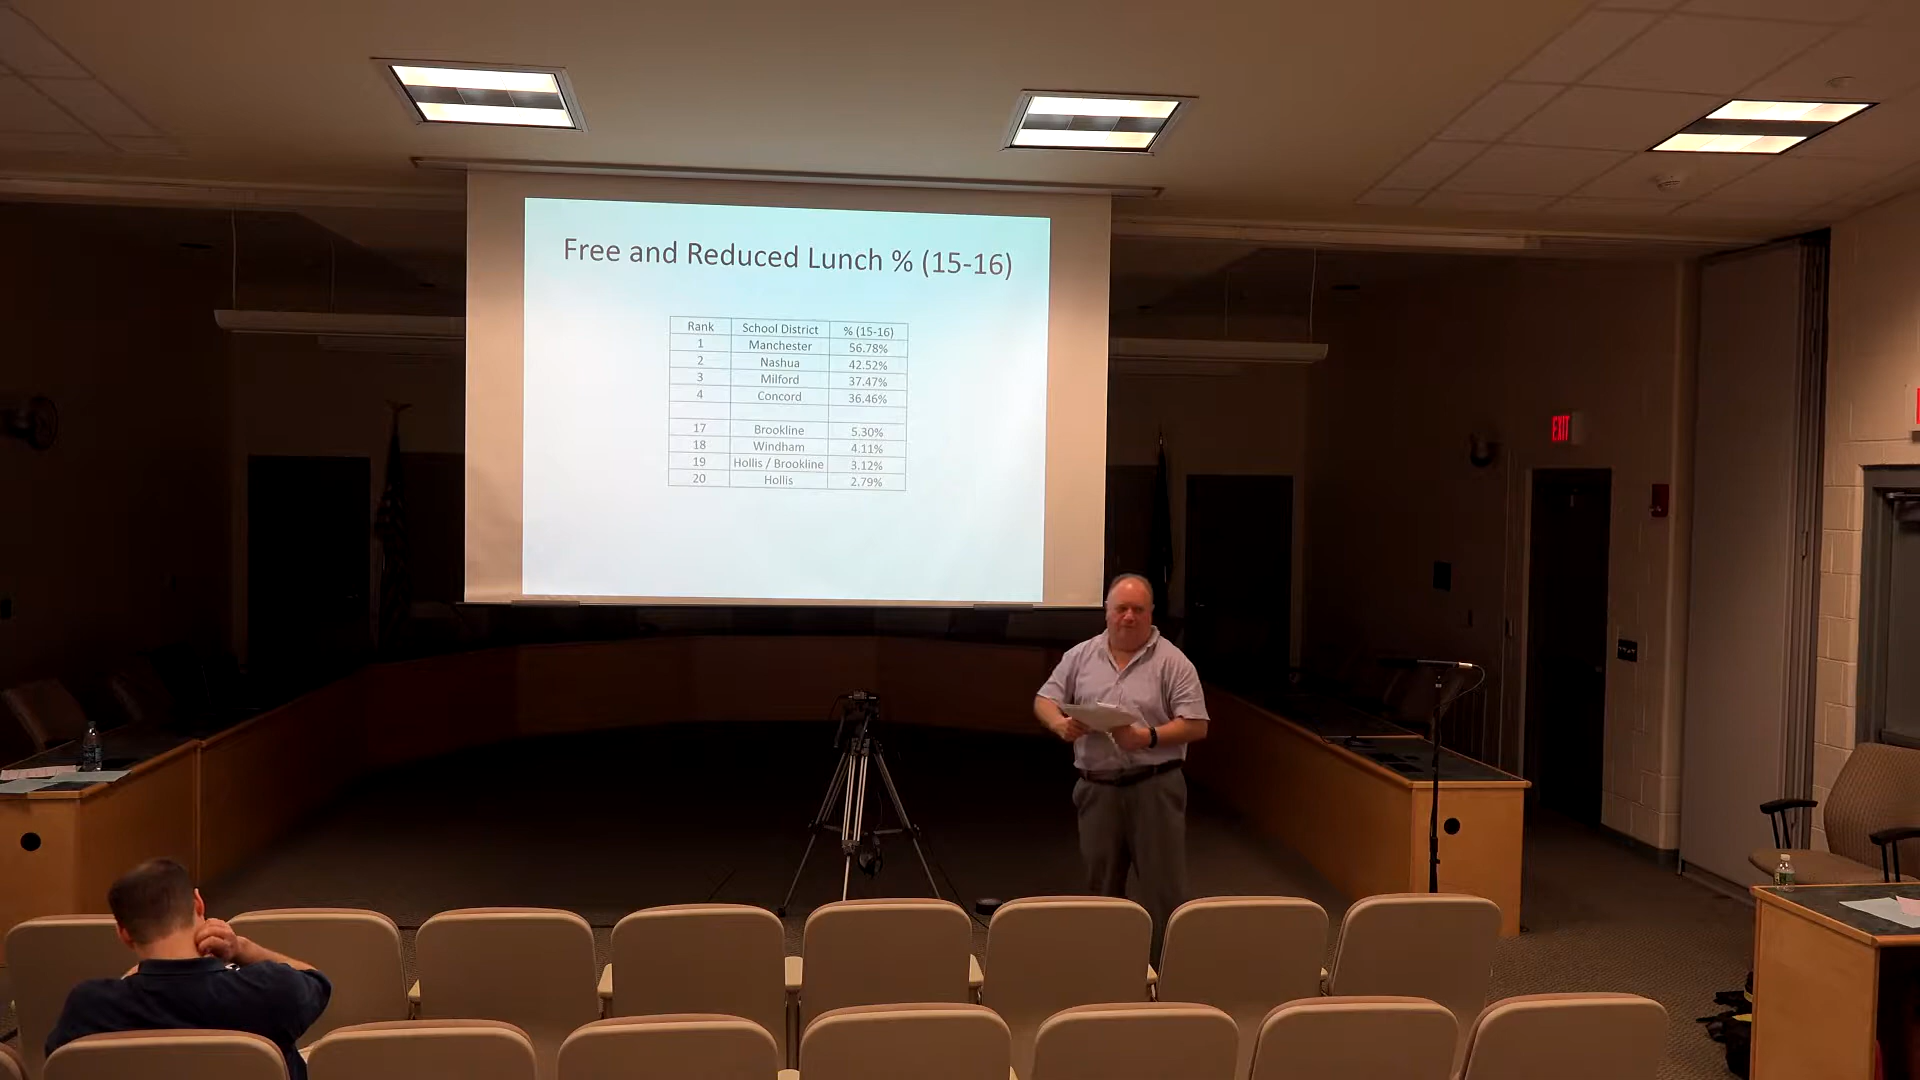 Free and Reduced Lunch % (15-16)
Rank School District % (15-16)
1 Manchester 56.78%
2 Nashua 42.52%
3 Milford 37.47%
4 Concord 36.46%
17 Brookline 5.30%
18 Windham 4.11%
19 Hollis / Brookline 3.12%
20 Hollis 2.79%
EXIT